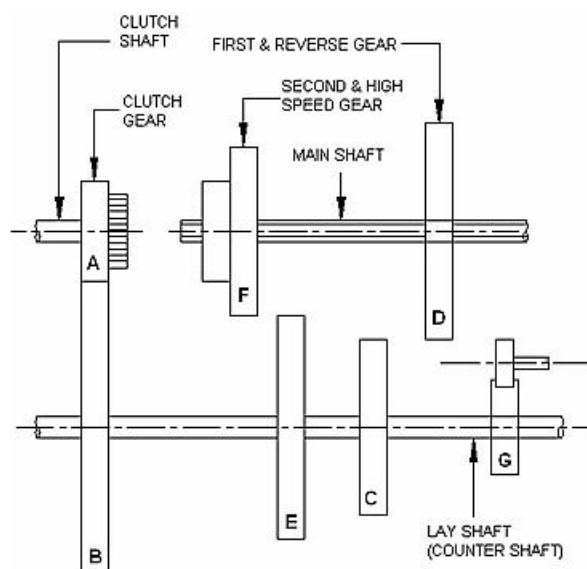 CLUTCH
SHAFT
FIRST & REVERSE GEAR
SECOND & HIGH
SPEED GEAR
CLUTCH
GEAR
MAIN SHAFT
A
F
D
E
C
G
B
LAY SHAFT
(COUNTER SHAFT)